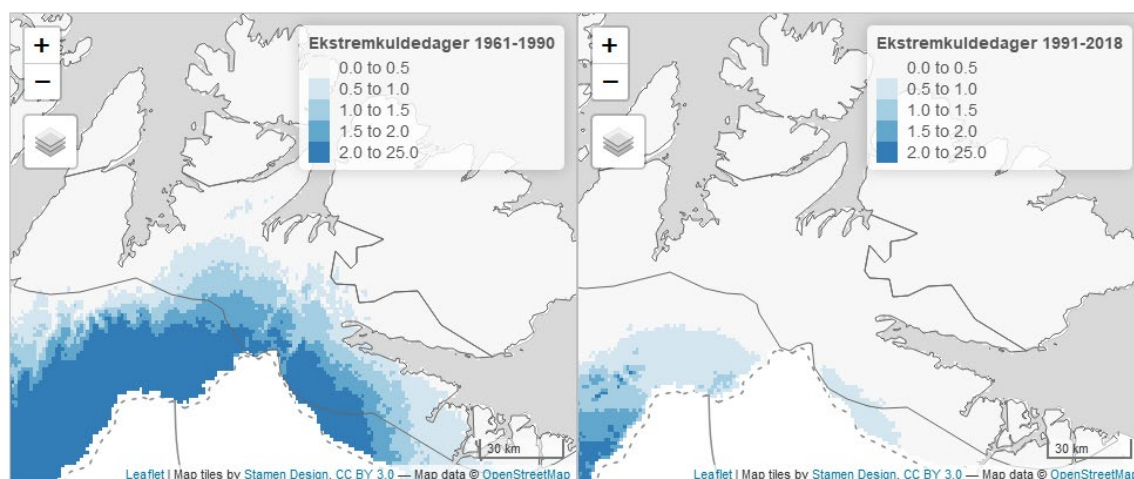 +
−
Ekstremkuldedager 1961-1990
0.0 to 0.5
0.5 to 1.0
1.0 to 1.5
1.5 to 2.0
2.0 to 25.0
30 km
Leaflet | Map tiles by Stamen Design, CC BY 3.0 — Map data © OpenStreetMap
+
−
Ekstremkuldedager 1991-2018
0.0 to 0.5
0.5 to 1.0
1.0 to 1.5
1.5 to 2.0
2.0 to 25.0
30 km
Leaflet | Map tiles by Stamen Design, CC BY 3.0 — Map data © OpenStreetMap